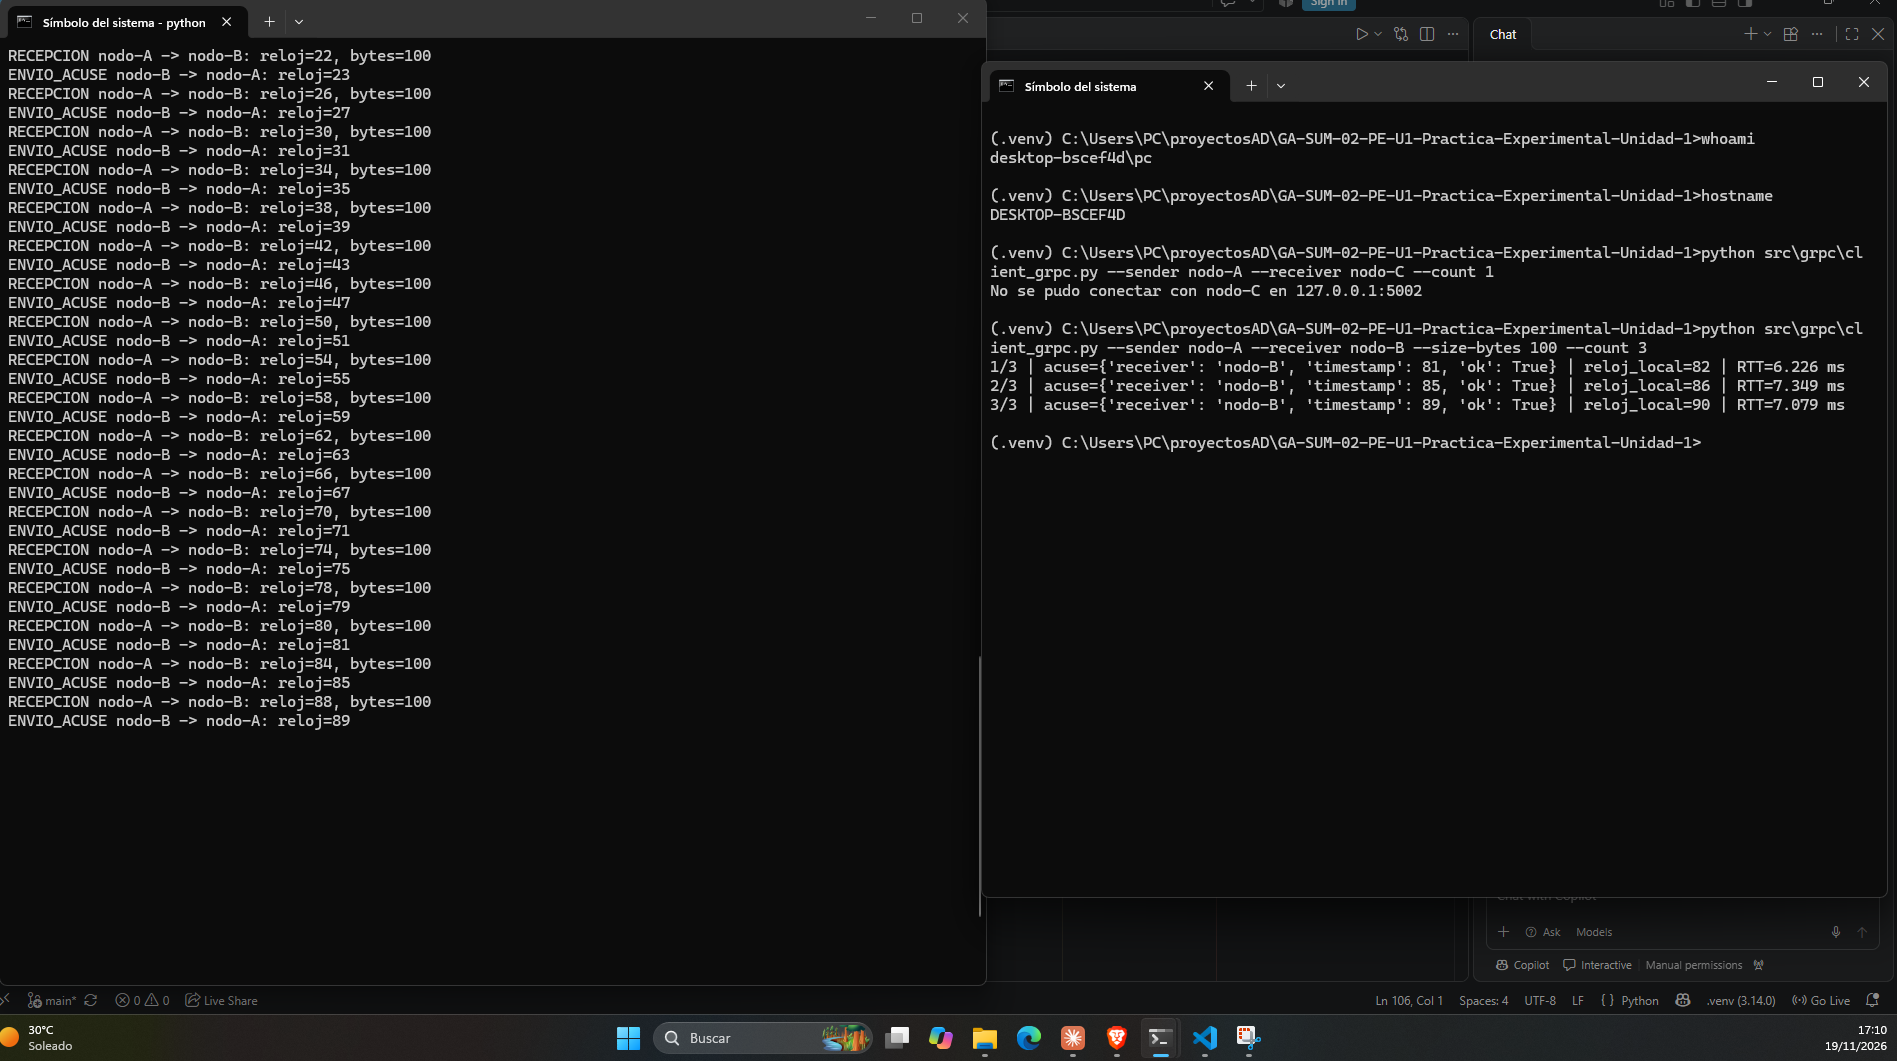 Símbolo del sistema - python
RECEPCION nodo-A -> nodo-B: reloj=22, bytes=100
ENVIO_ACUSE nodo-B -> nodo-A: reloj=23
RECEPCION nodo-A -> nodo-B: reloj=26, bytes=100
ENVIO_ACUSE nodo-B -> nodo-A: reloj=27
RECEPCION nodo-A -> nodo-B: reloj=30, bytes=100
ENVIO_ACUSE nodo-B -> nodo-A: reloj=31
RECEPCION nodo-A -> nodo-B: reloj=34, bytes=100
ENVIO_ACUSE nodo-B -> nodo-A: reloj=35
RECEPCION nodo-A -> nodo-B: reloj=38, bytes=100
ENVIO_ACUSE nodo-B -> nodo-A: reloj=39
RECEPCION nodo-A -> nodo-B: reloj=42, bytes=100
ENVIO_ACUSE nodo-B -> nodo-A: reloj=43
RECEPCION nodo-A -> nodo-B: reloj=46, bytes=100
ENVIO_ACUSE nodo-B -> nodo-A: reloj=47
RECEPCION nodo-A -> nodo-B: reloj=50, bytes=100
ENVIO_ACUSE nodo-B -> nodo-A: reloj=51
RECEPCION nodo-A -> nodo-B: reloj=54, bytes=100
ENVIO_ACUSE nodo-B -> nodo-A: reloj=55
RECEPCION nodo-A -> nodo-B: reloj=58, bytes=100
ENVIO_ACUSE nodo-B -> nodo-A: reloj=59
RECEPCION nodo-A -> nodo-B: reloj=62, bytes=100
ENVIO_ACUSE nodo-B -> nodo-A: reloj=63
RECEPCION nodo-A -> nodo-B: reloj=66, bytes=100
ENVIO_ACUSE nodo-B -> nodo-A: reloj=67
RECEPCION nodo-A -> nodo-B: reloj=70, bytes=100
ENVIO_ACUSE nodo-B -> nodo-A: reloj=71
RECEPCION nodo-A -> nodo-B: reloj=74, bytes=100
ENVIO_ACUSE nodo-B -> nodo-A: reloj=75
RECEPCION nodo-A -> nodo-B: reloj=78, bytes=100
ENVIO_ACUSE nodo-B -> nodo-A: reloj=79
RECEPCION nodo-A -> nodo-B: reloj=80, bytes=100
ENVIO_ACUSE nodo-B -> nodo-A: reloj=81
RECEPCION nodo-A -> nodo-B: reloj=84, bytes=100
ENVIO_ACUSE nodo-B -> nodo-A: reloj=85
RECEPCION nodo-A -> nodo-B: reloj=88, bytes=100
ENVIO_ACUSE nodo-B -> nodo-A: reloj=89
Sign in
Chat
Símbolo del sistema
(.venv) C:\Users\PC\proyectosAD\GA-SUM-02-PE-U1-Practica-Experimental-Unidad-1>whoami
desktop-bscef4d\pc
(.venv) C:\Users\PC\proyectosAD\GA-SUM-02-PE-U1-Practica-Experimental-Unidad-1>hostname
DESKTOP-BSCEF4D
(.venv) C:\Users\PC\proyectosAD\GA-SUM-02-PE-U1-Practica-Experimental-Unidad-1>python src\grpc\cl
ient_grpc.py --sender nodo-A --receiver nodo-C --count 1
No se pudo conectar con nodo-C en 127.0.0.1:5002
(.venv) C:\Users\PC\proyectosAD\GA-SUM-02-PE-U1-Practica-Experimental-Unidad-1>python src\grpc\cl
ient_grpc.py --sender nodo-A --receiver nodo-B --size-bytes 100 --count 3
1/3 | acuse={'receiver': 'nodo-B', 'timestamp': 81, 'ok': True} | reloj_local=82 | RTT=6.226 ms
2/3 | acuse={'receiver': 'nodo-B', 'timestamp': 85, 'ok': True} | reloj_local=86 | RTT=7.349 ms
3/3 | acuse={'receiver': 'nodo-B', 'timestamp': 89, 'ok': True} | reloj_local=90 | RTT=7.079 ms
(.venv) C:\Users\PC\proyectosAD\GA-SUM-02-PE-U1-Practica-Experimental-Unidad-1>
Chat with Copilot
Ask Models
Copilot Interactive Manual permissions
main* 0 0 Live Share
Ln 106, Col 1 Spaces: 4 UTF-8 LF { } Python .venv (3.14.0) Go Live
30°C
Soleado
Buscar
17:10
19/11/2026